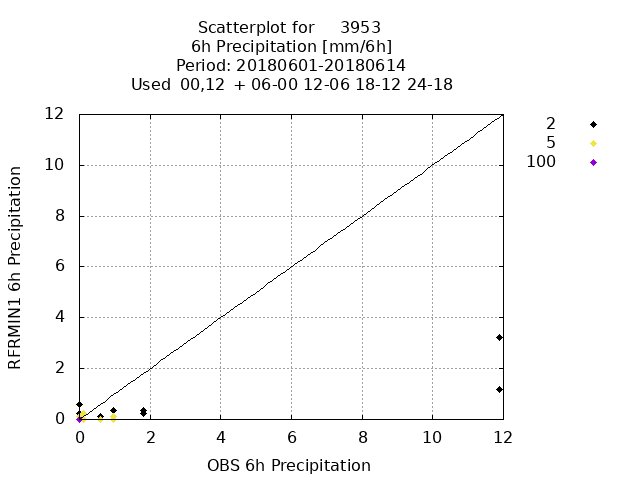 Scatterplot for     3953
6h Precipitation [mm/6h]
Period: 20180601-20180614
Used  00,12  + 06-00 12-06 18-12 24-18
12
10
8
6
4
2
0
0 2 4 6 8 10 12
RFRMIN1 6h Precipitation
OBS 6h Precipitation
2
5
100